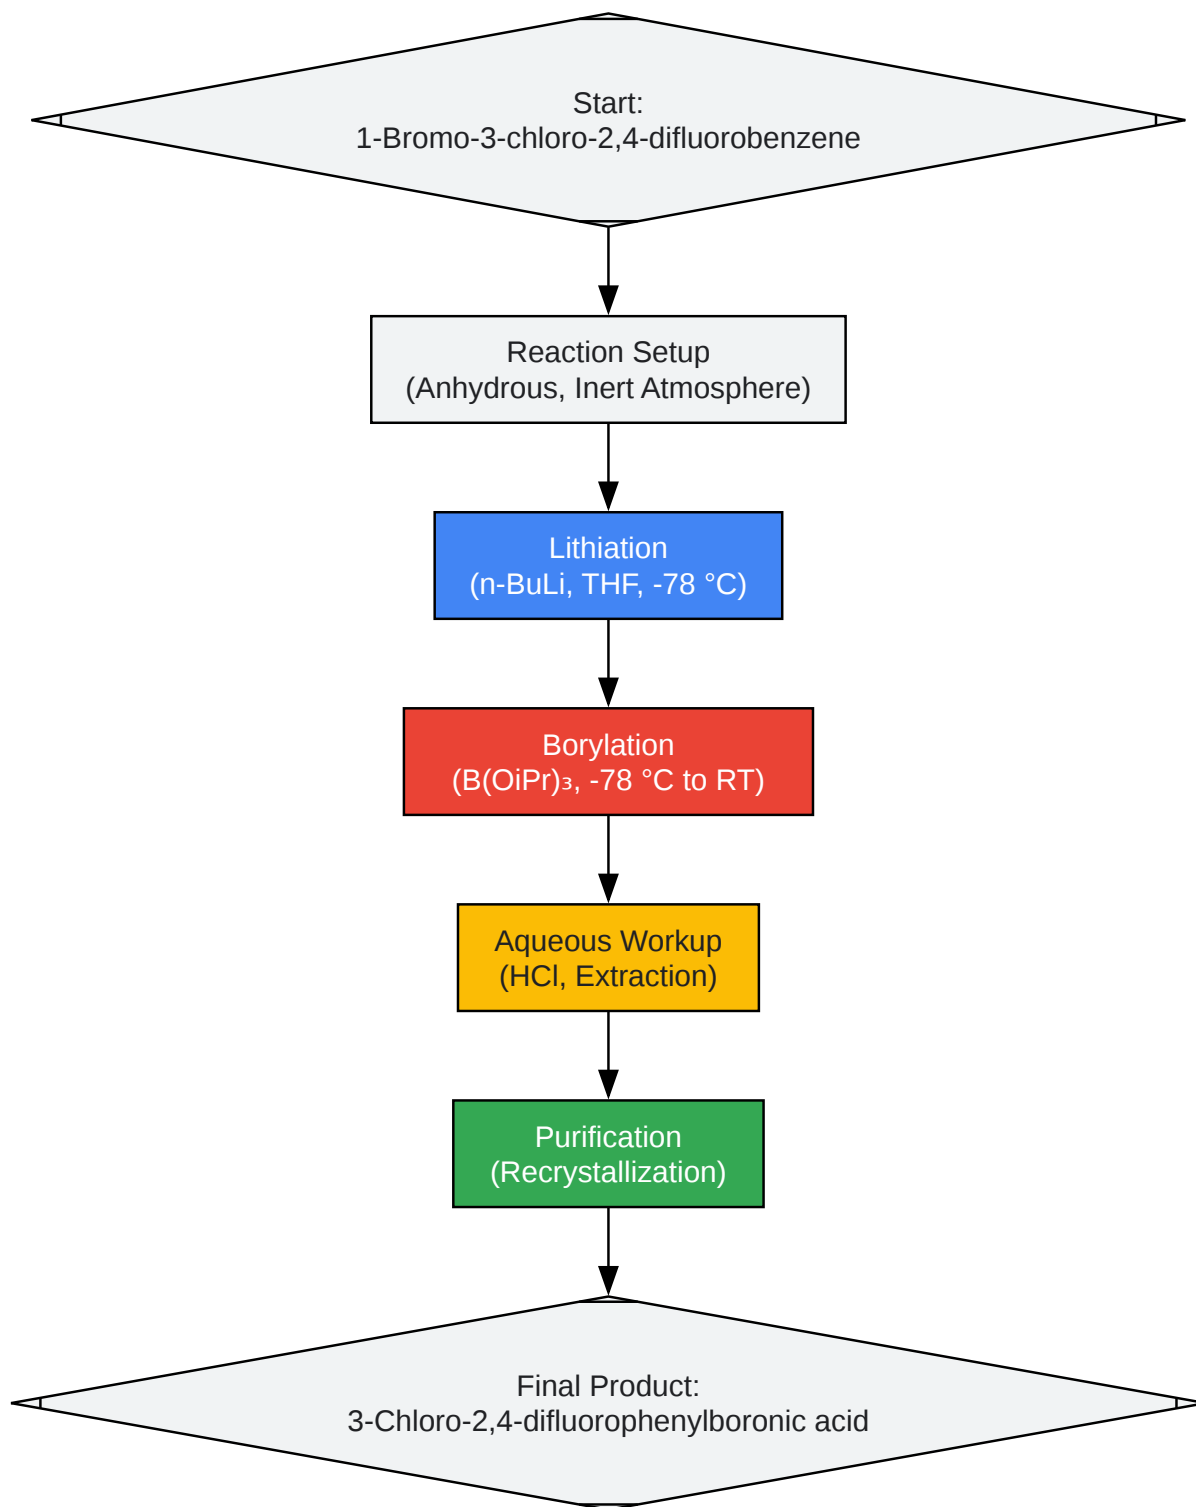 Start:
1-Bromo-3-chloro-2,4-difluorobenzene
Reaction Setup
(Anhydrous, Inert Atmosphere)
Lithiation
(n-BuLi, THF, -78 °C)
Borylation
(B(OiPr)₃, -78 °C to RT)
Aqueous Workup
(HCl, Extraction)
Purification
(Recrystallization)
Final Product:
3-Chloro-2,4-difluorophenylboronic acid